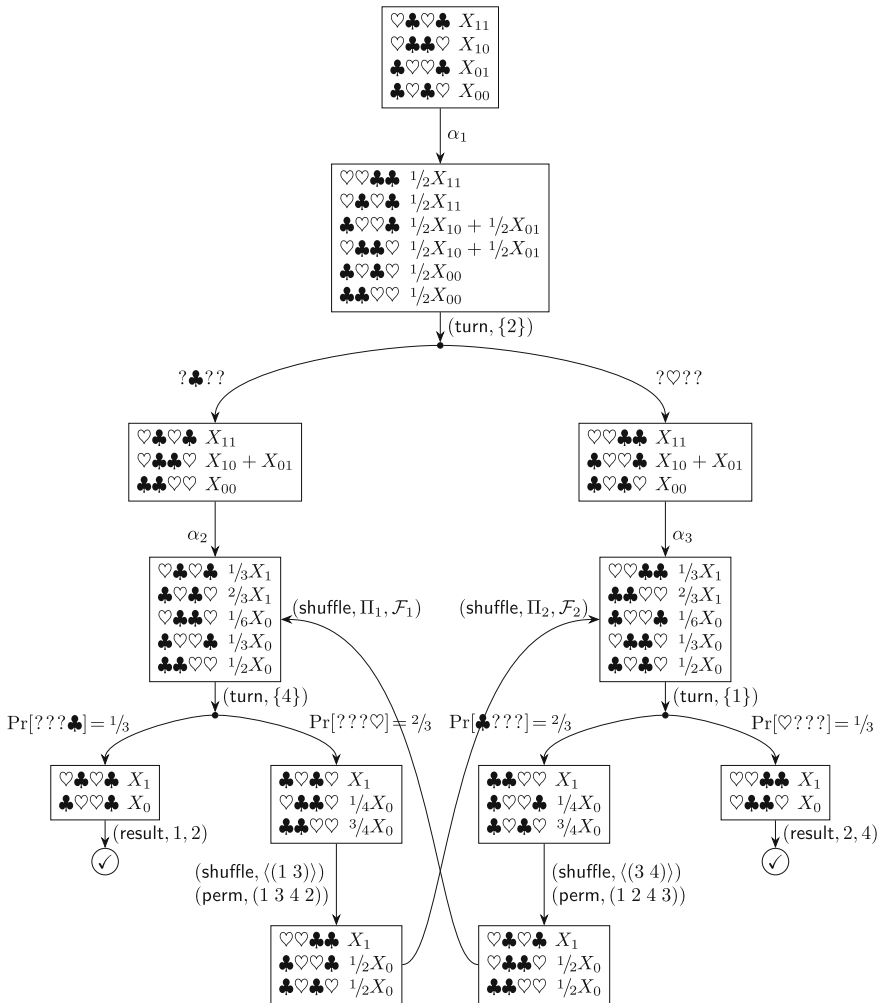 ♡♣♡♣ X₁₁
♡♣♣♡ X₁₀
♣♡♡♣ X₀₁
♣♡♣♡ X₀₀
α₁
♡♡♣♣ 1/2X₁₁
♡♣♡♣ 1/2X₁₁
♣♡♡♣ 1/2X₁₀ + 1/2X₀₁
♡♣♣♡ 1/2X₁₀ + 1/2X₀₁
♣♡♣♡ 1/2X₀₀
♣♣♡♡ 1/2X₀₀
(turn, {2})
?♣??
?♡??
♡♣♡♣ X₁₁
♡♣♣♡ X₁₀ + X₀₁
♣♣♡♡ X₀₀
♡♡♣♣ X₁₁
♣♡♡♣ X₁₀ + X₀₁
♣♡♣♡ X₀₀
α₂
α₃
♡♣♡♣ 1/3X₁
♣♡♣♡ 2/3X₁
♡♣♣♡ 1/6X₀
♣♡♡♣ 1/3X₀
♣♣♡♡ 1/2X₀
(shuffle, Π₁, ℱ₁)
(shuffle, Π₂, ℱ₂)
♡♡♣♣ 1/3X₁
♣♣♡♡ 2/3X₁
♣♡♡♣ 1/6X₀
♡♣♣♡ 1/3X₀
♣♡♣♡ 1/2X₀
(turn, {4})
(turn, {1})
Pr[???♣] = 1/3
Pr[???♡] = 2/3
Pr[♣???] = 2/3
Pr[♡???] = 1/3
♡♣♡♣ X₁
♣♡♡♣ X₀
♣♡♣♡ X₁
♡♣♣♡ 1/4X₀
♣♣♡♡ 3/4X₀
♣♣♡♡ X₁
♣♡♡♣ 1/4X₀
♣♡♣♡ 3/4X₀
♡♡♣♣ X₁
♡♣♣♡ X₀
(result, 1, 2)
(result, 2, 4)
✓
✓
(shuffle, ⟨(1 3)⟩)
(perm, (1 3 4 2))
(shuffle, ⟨(3 4)⟩)
(perm, (1 2 4 3))
♡♡♣♣ X₁
♣♡♡♣ 1/2X₀
♣♡♣♡ 1/2X₀
♡♣♡♣ X₁
♡♣♣♡ 1/2X₀
♣♣♡♡ 1/2X₀